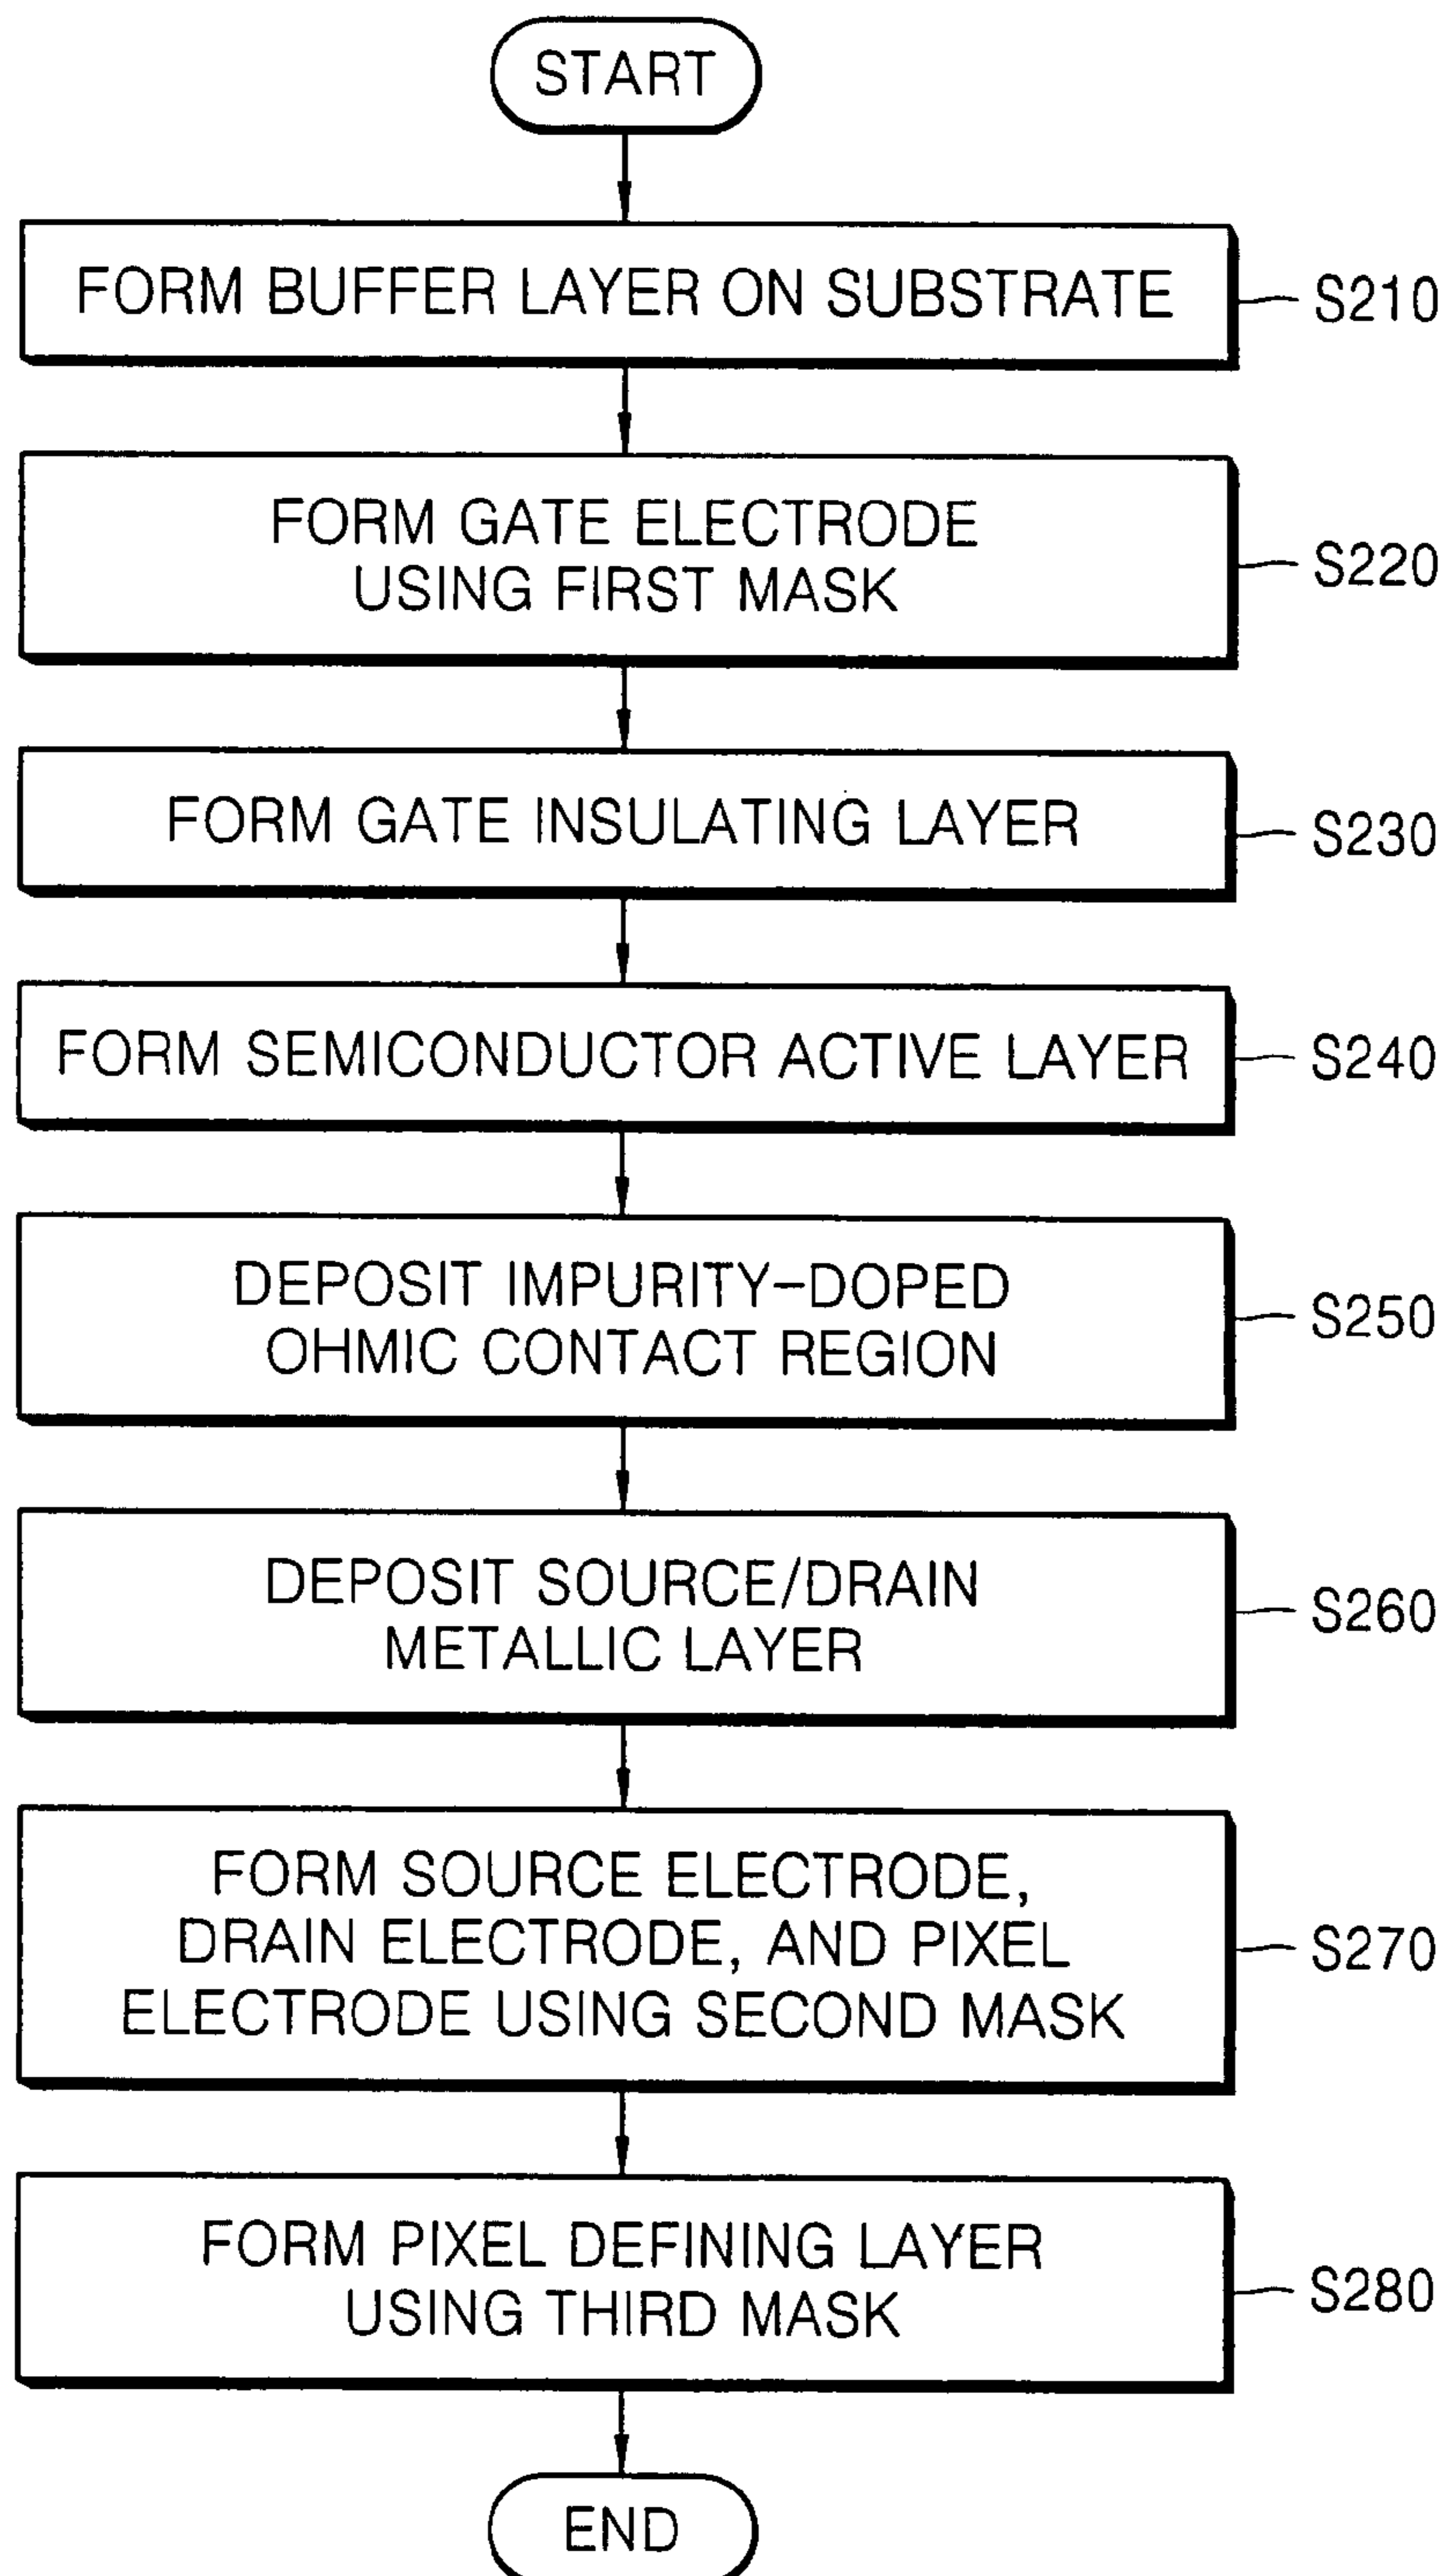 START
FORM BUFFER LAYER ON SUBSTRATE
S210
FORM GATE ELECTRODE
USING FIRST MASK
S220
FORM GATE INSULATING LAYER
S230
FORM SEMICONDUCTOR ACTIVE LAYER
S240
DEPOSIT IMPURITY-DOPED
OHMIC CONTACT REGION
S250
DEPOSIT SOURCE/DRAIN
METALLIC LAYER
S260
FORM SOURCE ELECTRODE,
DRAIN ELECTRODE, AND PIXEL
ELECTRODE USING SECOND MASK
S270
FORM PIXEL DEFINING LAYER
USING THIRD MASK
S280
END